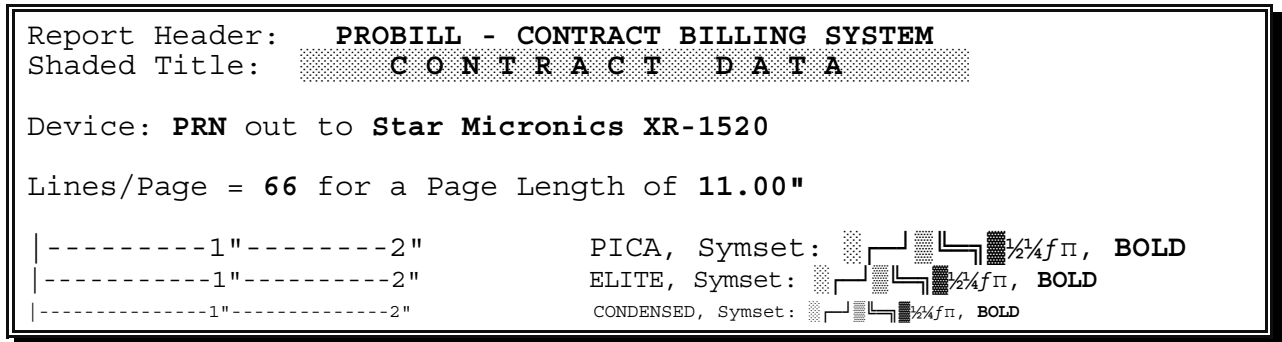 Report Header:   PROBILL - CONTRACT BILLING SYSTEM
Shaded Title:  ░░░░░C░O░N░T░R░A░C░T░░░D░A░T░A░░░░░░░
Device: PRN out to Star Micronics XR-1520
Lines/Page = 66 for a Page Length of 11.00"
|---------1"--------2"          PICA, Symset: ░┌─┘▒╚═╗▓½¼ƒπ, BOLD
|-----------1"----------2"          ELITE, Symset: ░┌─┘▒╚═╗▓½¼ƒπ, BOLD
|---------------1"--------------2"          CONDENSED, Symset: ░┌─┘▒╚═╗▓½¼ƒπ, BOLD